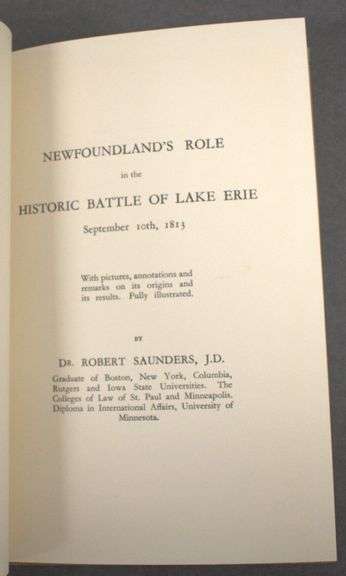 NEWFOUNDLAND'S ROLE
in the
HISTORIC BATTLE OF LAKE ERIE
September 10th, 1813
With pictures, annotations and
remarks on its origins and
its results. Fully illustrated.
BY
DR. ROBERT SAUNDERS, J.D.
Graduate of Boston, New York, Columbia,
Rutgers and Iowa State Universities. The
Colleges of Law of St. Paul and Minneapolis.
Diploma in International Affairs, University of
Minnesota.